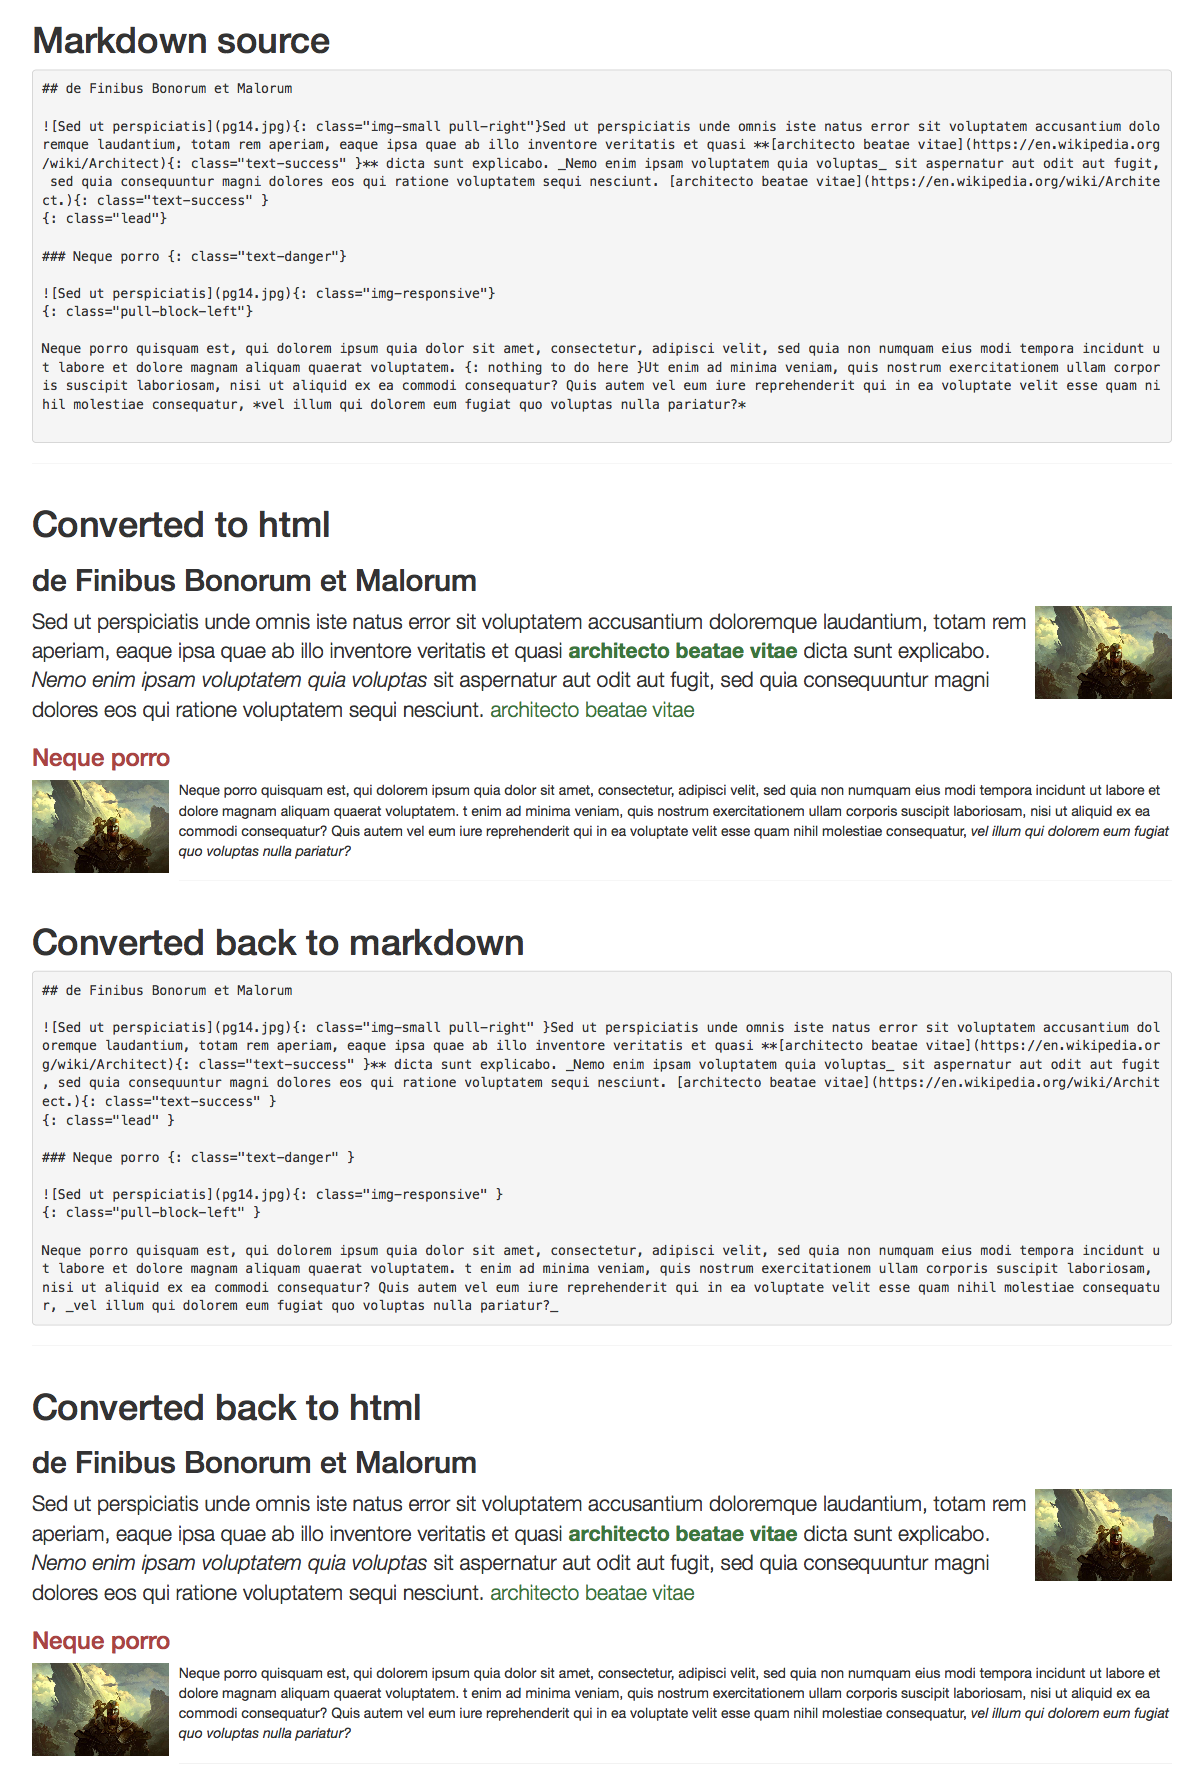 Markdown source
## de Finibus Bonorum et Malorum
![Sed ut perspiciatis](pg14.jpg){: class="img-small pull-right"}Sed ut perspiciatis unde omnis iste natus error sit voluptatem accusantium dolo
remque laudantium, totam rem aperiam, eaque ipsa quae ab illo inventore veritatis et quasi **[architecto beatae vitae](https://en.wikipedia.org
/wiki/Architect){: class="text-success" }** dicta sunt explicabo. _Nemo enim ipsam voluptatem quia voluptas_ sit aspernatur aut odit aut fugit,
 sed quia consequuntur magni dolores eos qui ratione voluptatem sequi nesciunt. [architecto beatae vitae](https://en.wikipedia.org/wiki/Archite
ct.){: class="text-success" }
{: class="lead"}
### Neque porro {: class="text-danger"}
![Sed ut perspiciatis](pg14.jpg){: class="img-responsive"}
{: class="pull-block-left"}
Neque porro quisquam est, qui dolorem ipsum quia dolor sit amet, consectetur, adipisci velit, sed quia non numquam eius modi tempora incidunt u
t labore et dolore magnam aliquam quaerat voluptatem. {: nothing to do here }Ut enim ad minima veniam, quis nostrum exercitationem ullam corpor
is suscipit laboriosam, nisi ut aliquid ex ea commodi consequatur? Quis autem vel eum iure reprehenderit qui in ea voluptate velit esse quam ni
hil molestiae consequatur, *vel illum qui dolorem eum fugiat quo voluptas nulla pariatur?*
Converted to html
de Finibus Bonorum et Malorum
Sed ut perspiciatis unde omnis iste natus error sit voluptatem accusantium doloremque laudantium, totam rem
aperiam, eaque ipsa quae ab illo inventore veritatis et quasi architecto beatae vitae dicta sunt explicabo.
Nemo enim ipsam voluptatem quia voluptas sit aspernatur aut odit aut fugit, sed quia consequuntur magni
dolores eos qui ratione voluptatem sequi nesciunt. architecto beatae vitae
Neque porro
Neque porro quisquam est, qui dolorem ipsum quia dolor sit amet, consectetur, adipisci velit, sed quia non numquam eius modi tempora incidunt ut labore et
dolore magnam aliquam quaerat voluptatem. t enim ad minima veniam, quis nostrum exercitationem ullam corporis suscipit laboriosam, nisi ut aliquid ex ea
commodi consequatur? Quis autem vel eum iure reprehenderit qui in ea voluptate velit esse quam nihil molestiae consequatur, vel illum qui dolorem eum fugiat
quo voluptas nulla pariatur?
Converted back to markdown
## de Finibus Bonorum et Malorum
![Sed ut perspiciatis](pg14.jpg){: class="img-small pull-right" }Sed ut perspiciatis unde omnis iste natus error sit voluptatem accusantium dol
oremque laudantium, totam rem aperiam, eaque ipsa quae ab illo inventore veritatis et quasi **[architecto beatae vitae](https://en.wikipedia.or
g/wiki/Architect){: class="text-success" }** dicta sunt explicabo. _Nemo enim ipsam voluptatem quia voluptas_ sit aspernatur aut odit aut fugit
, sed quia consequuntur magni dolores eos qui ratione voluptatem sequi nesciunt. [architecto beatae vitae](https://en.wikipedia.org/wiki/Archit
ect.){: class="text-success" }
{: class="lead" }
### Neque porro {: class="text-danger" }
![Sed ut perspiciatis](pg14.jpg){: class="img-responsive" }
{: class="pull-block-left" }
Neque porro quisquam est, qui dolorem ipsum quia dolor sit amet, consectetur, adipisci velit, sed quia non numquam eius modi tempora incidunt u
t labore et dolore magnam aliquam quaerat voluptatem. t enim ad minima veniam, quis nostrum exercitationem ullam corporis suscipit laboriosam,
nisi ut aliquid ex ea commodi consequatur? Quis autem vel eum iure reprehenderit qui in ea voluptate velit esse quam nihil molestiae consequatu
r, _vel illum qui dolorem eum fugiat quo voluptas nulla pariatur?_
Converted back to html
de Finibus Bonorum et Malorum
Sed ut perspiciatis unde omnis iste natus error sit voluptatem accusantium doloremque laudantium, totam rem
aperiam, eaque ipsa quae ab illo inventore veritatis et quasi architecto beatae vitae dicta sunt explicabo.
Nemo enim ipsam voluptatem quia voluptas sit aspernatur aut odit aut fugit, sed quia consequuntur magni
dolores eos qui ratione voluptatem sequi nesciunt. architecto beatae vitae
Neque porro
Neque porro quisquam est, qui dolorem ipsum quia dolor sit amet, consectetur, adipisci velit, sed quia non numquam eius modi tempora incidunt ut labore et
dolore magnam aliquam quaerat voluptatem. t enim ad minima veniam, quis nostrum exercitationem ullam corporis suscipit laboriosam, nisi ut aliquid ex ea
commodi consequatur? Quis autem vel eum iure reprehenderit qui in ea voluptate velit esse quam nihil molestiae consequatur, vel illum qui dolorem eum fugiat
quo voluptas nulla pariatur?